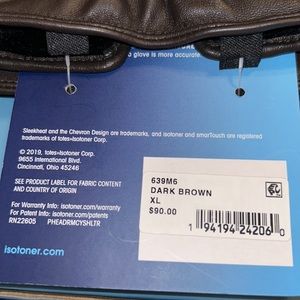 glove is more accurate
Sleekhead and the Chevron Design are trademarks, and isotoner and smarTouch are registered
trademarks of totes»Isotoner Corp.
© 2019, totes»Isotoner Corp.
9655 International Blvd.
Cincinnati, Ohio 45246
SEE PRODUCT LABEL FOR FABRIC CONTENT
AND COUNTRY OF ORIGIN
For Warranty Info: isotoner.com/warranty
For Patent Info: isotoner.com/patents
RN22605 PHEADRMCYSHLTR
isotoner.com
639M6
DARK BROWN
XL
$90.00
1 94194 24206 0